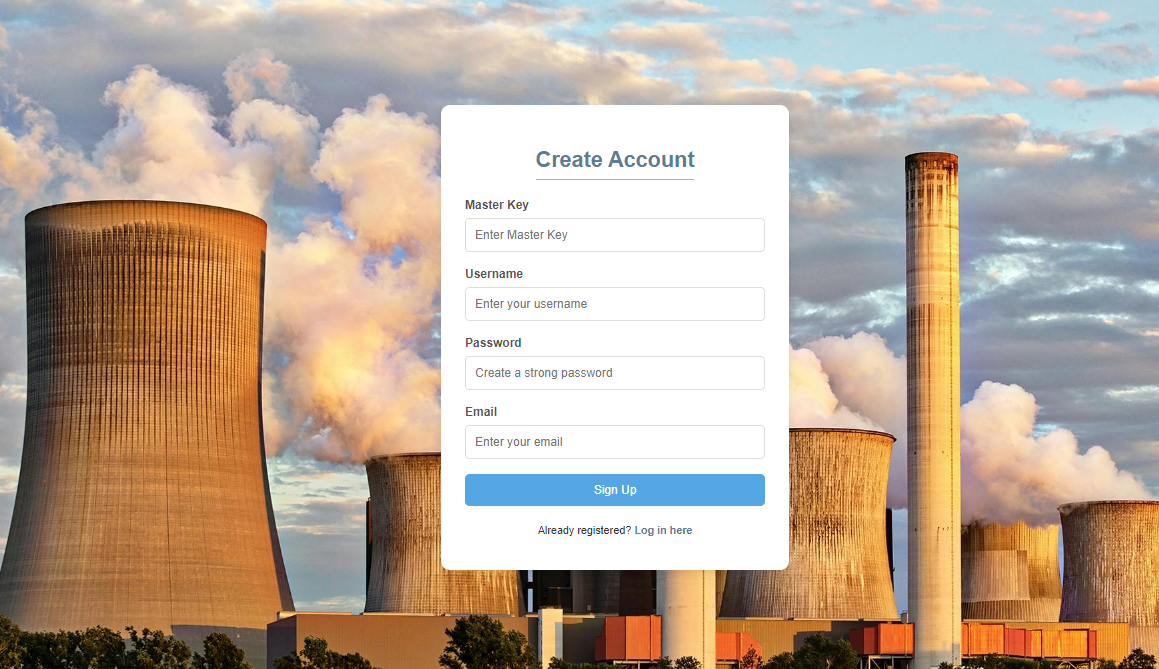 Create Account
Master Key
Enter Master Key
Username
Enter your username
Password
Create a strong password
Email
Enter your email
Sign Up
Already registered? Log in here